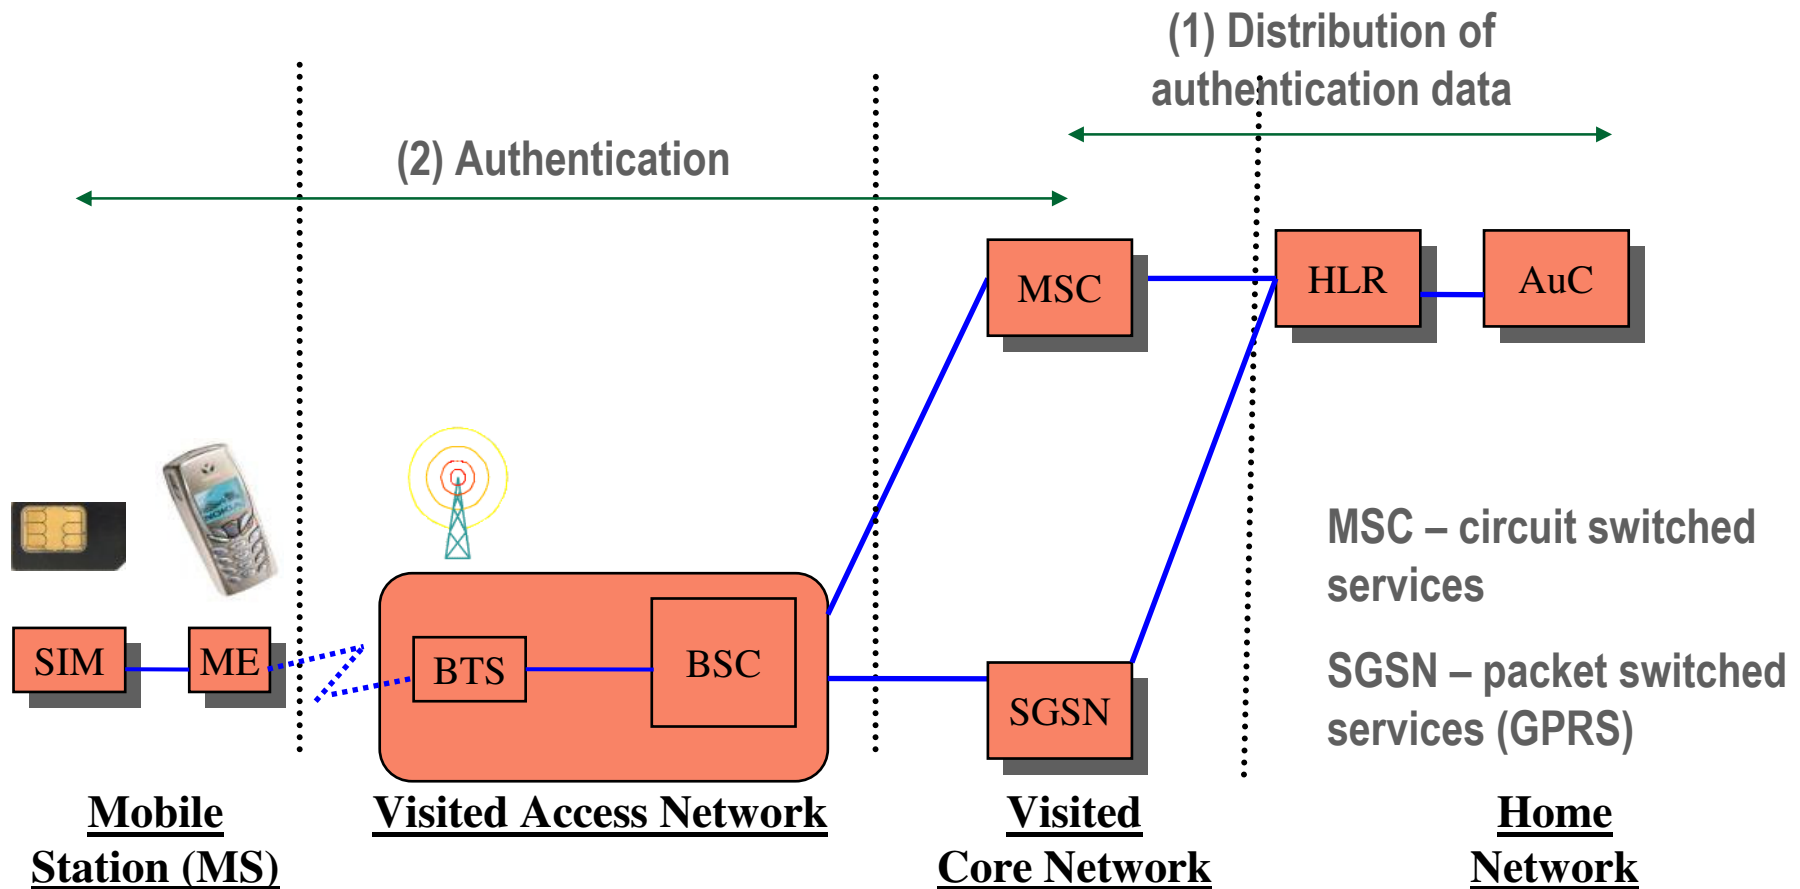 (1) Distribution of
authentication data
(2) Authentication
MSC
HLR
AuC
MSC – circuit switched
services
SIM
ME
BTS
BSC
SGSN
SGSN – packet switched
services (GPRS)
Mobile
Station (MS)
Visited Access Network
Visited
Core Network
Home
Network